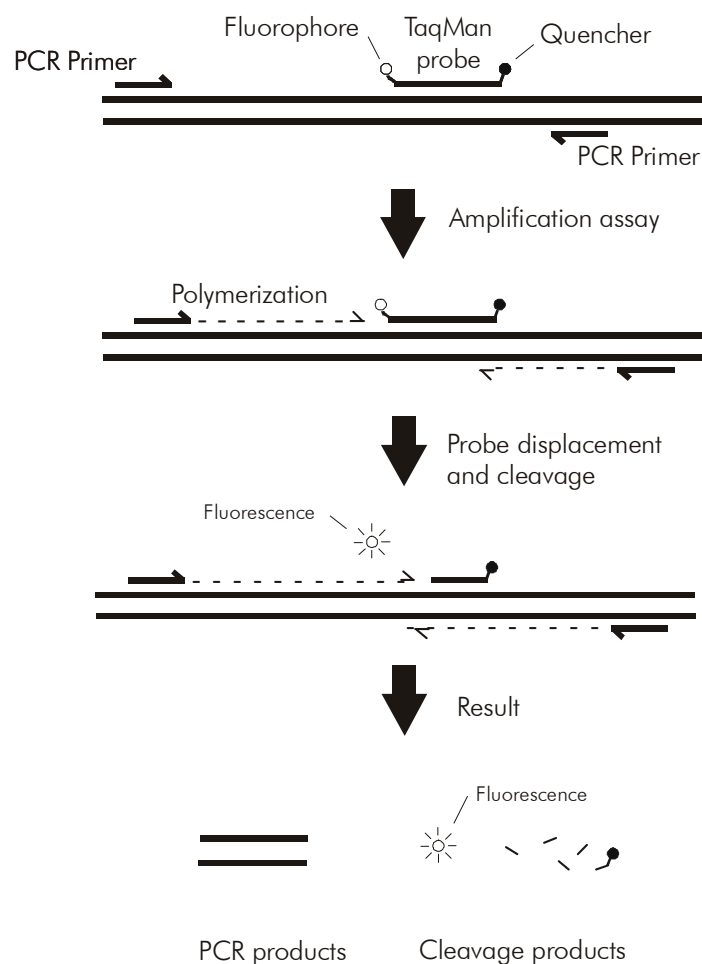 Fluorophore
TaqMan
probe
Quencher
PCR Primer
PCR Primer
Amplification assay
Polymerization
Probe displacement
and cleavage
Fluorescence
Result
Fluorescence
PCR products
Cleavage products